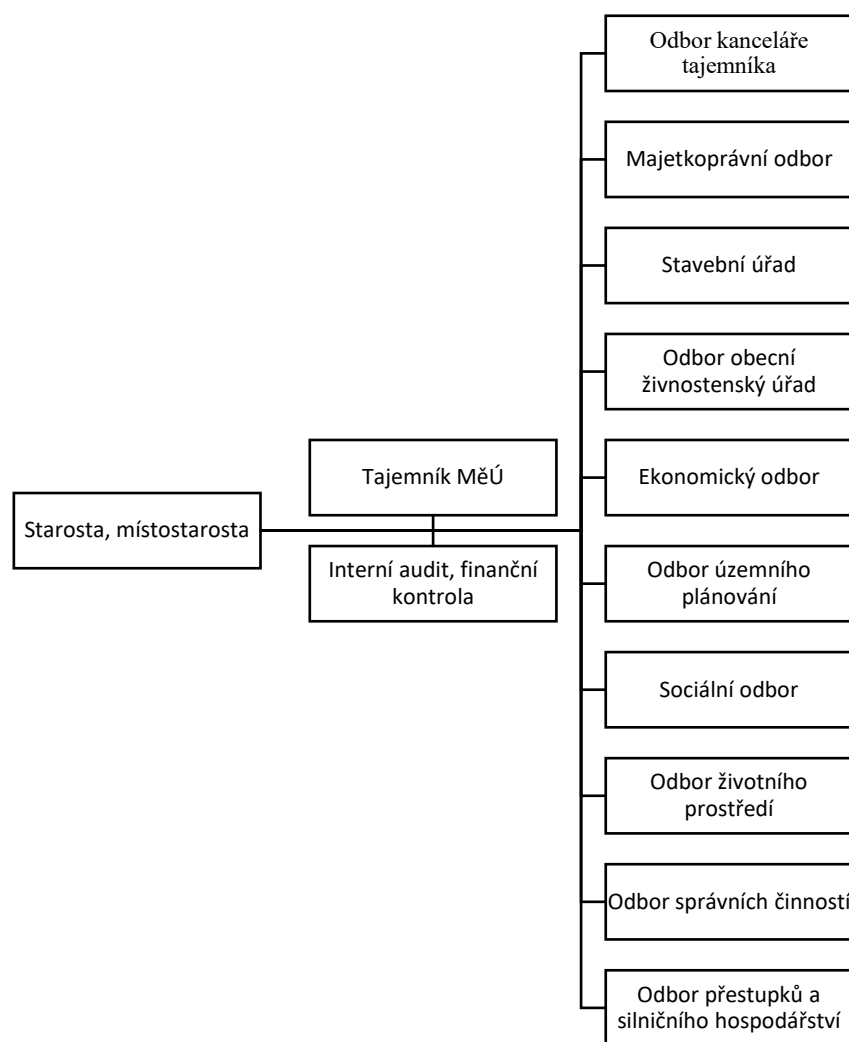 Starosta, místostarosta
Tajemník MěÚ
Interní audit, finanční
kontrola
Odbor kanceláře
tajemníka
Majetkoprávní odbor
Stavební úřad
Odbor obecní
živnostenský úřad
Ekonomický odbor
Odbor územního
plánování
Sociální odbor
Odbor životního
prostředí
Odbor správních činností
Odbor přestupků a
silničního hospodářství